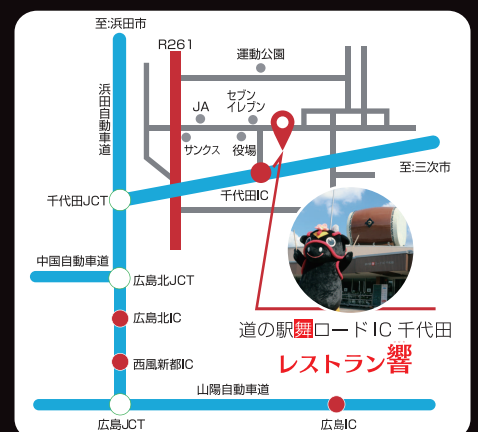 至:浜田市
R261
運動公園
浜田自動車道
JA
セブン
イレブン
サンクス
役場
至:三次市
千代田IC
千代田JCT
中国自動車道
広島北JCT
広島北IC
道の駅舞ロードIC千代田
レストラン響
西風新都IC
山陽自動車道
広島JCT
広島IC